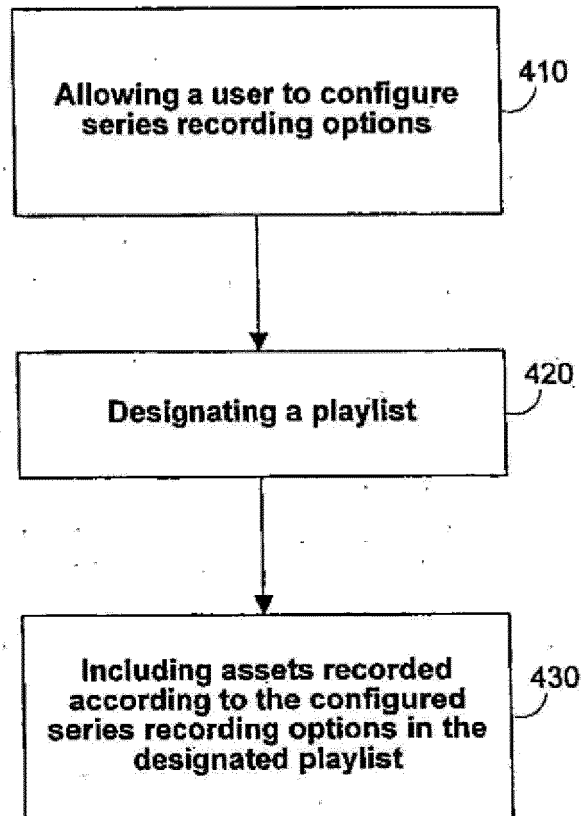 Allowing a user to configure
series recording options
410
Designating a playlist
420
Including assets recorded
according to the configured
series recording options in the
designated playlist
430